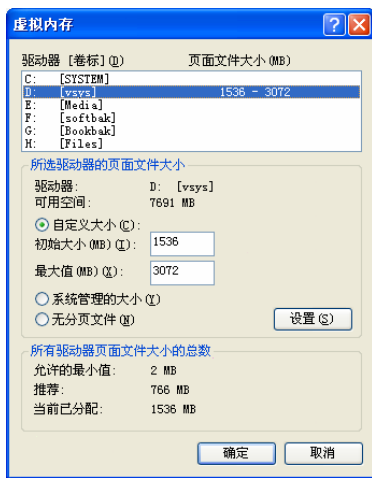 虚拟内存
驱动器 [卷标](D) 页面文件大小(MB)
C: [SYSTEM]
D: [vsys] 1536 - 3072
E: [Media]
F: [softbak]
G: [Bookbak]
H: [Files]
所选驱动器的页面文件大小
驱动器: D: [vsys]
可用空间: 7691 MB
自定义大小(C):
初始大小(MB)(I): 1536
最大值(MB)(X): 3072
系统管理的大小(Y)
无分页文件(N) 设置(S)
所有驱动器页面文件大小的总数
允许的最小值: 2 MB
推荐: 766 MB
当前已分配: 1536 MB
确定 取消